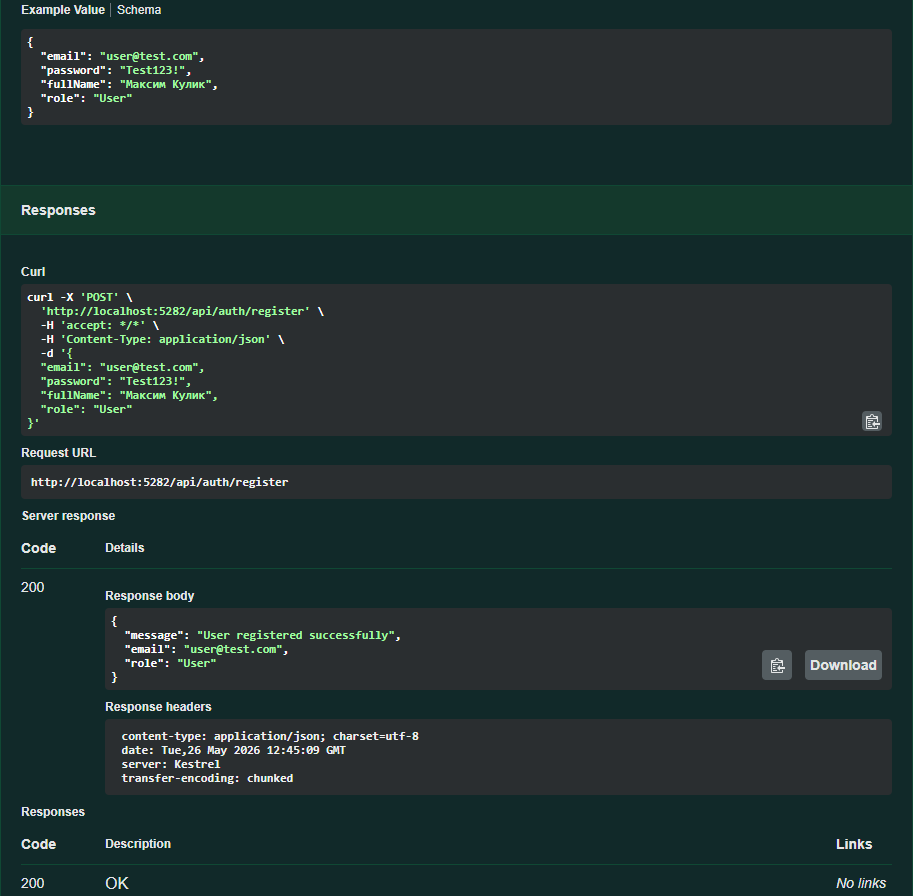 Example Value | Schema
{
  "email": "user@test.com",
  "password": "Test123!",
  "fullName": "Максим Кулик",
  "role": "User"
}
Responses
Curl
curl -X 'POST' \
  'http://localhost:5282/api/auth/register' \
  -H 'accept: */*' \
  -H 'Content-Type: application/json' \
  -d '{
  "email": "user@test.com",
  "password": "Test123!",
  "fullName": "Максим Кулик",
  "role": "User"
}'
Request URL
http://localhost:5282/api/auth/register
Server response
Code Details
200
Response body
{
  "message": "User registered successfully",
  "email": "user@test.com",
  "role": "User"
}
Download
Response headers
content-type: application/json; charset=utf-8
date: Tue,26 May 2026 12:45:09 GMT
server: Kestrel
transfer-encoding: chunked
Responses
Code Description Links
200 OK No links